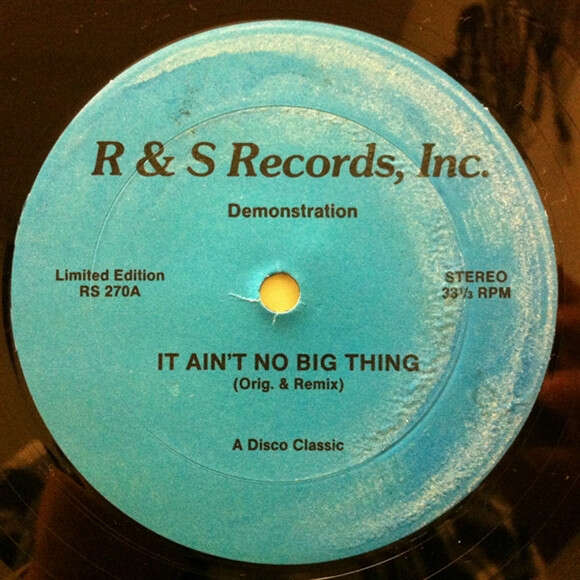 R & S Records, Inc.
Demonstration
Limited Edition
RS 270A
STEREO
33⅓ RPM
IT AIN'T NO BIG THING
(Orig. & Remix)
A Disco Classic